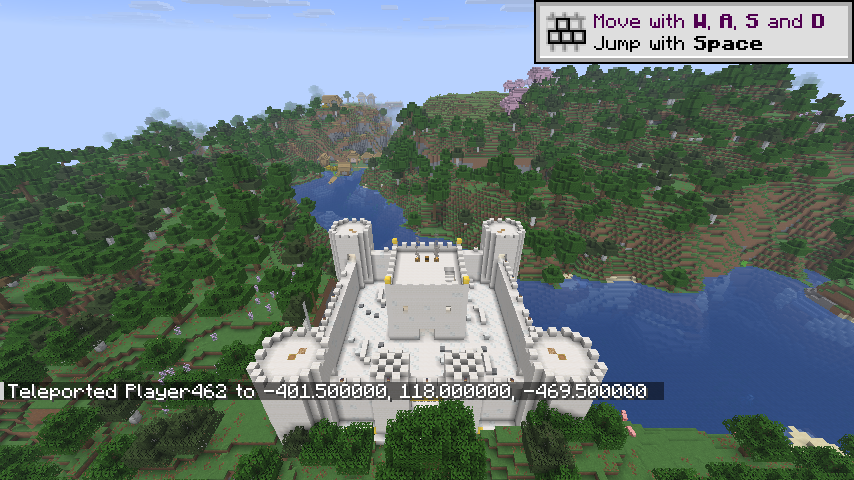 Move with W, A, S and D
Jump with Space
Teleported Player462 to -401.500000, 118.000000, -469.500000